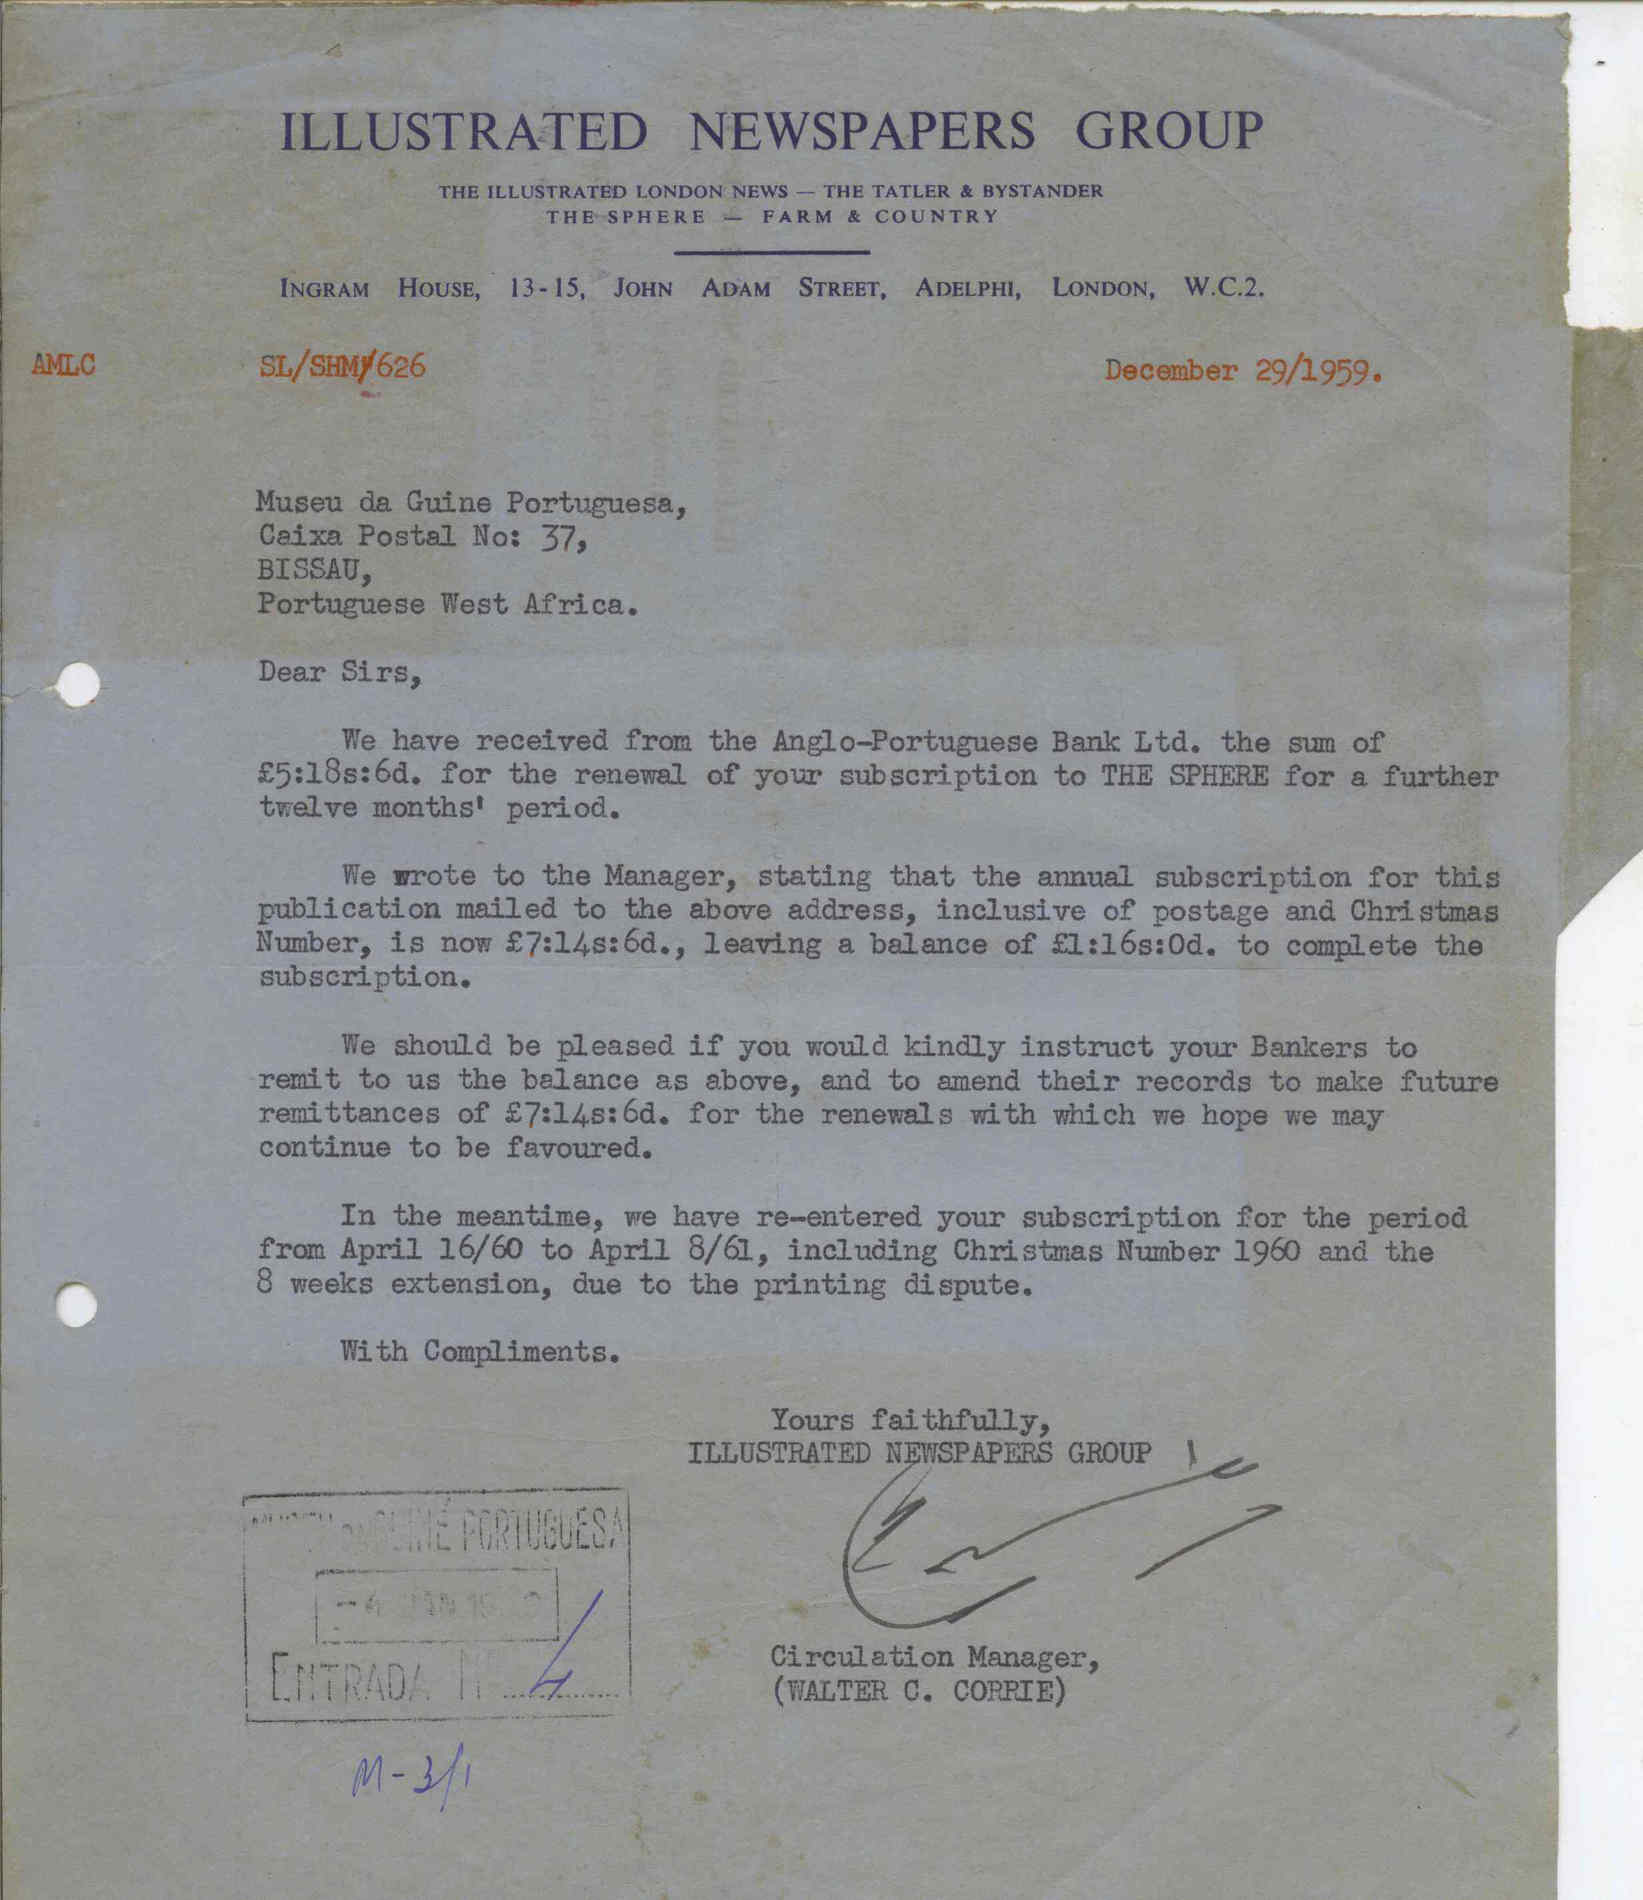 ILLUSTRATED NEWSPAPERS GROUP
THE ILLUSTRATED LONDON NEWS — THE TATLER & BYSTANDER
THE SPHERE — FARM & COUNTRY
INGRAM HOUSE, 13-15, JOHN ADAM STREET, ADELPHI, LONDON, W.C.2.
AMLC SL/SHM/626 December 29/1959.
Museu da Guine Portuguesa,
Caixa Postal No: 37,
BISSAU,
Portuguese West Africa.
Dear Sirs,
We have received from the Anglo-Portuguese Bank Ltd. the sum of
£5:18s:6d. for the renewal of your subscription to THE SPHERE for a further
twelve months' period.
We wrote to the Manager, stating that the annual subscription for this
publication mailed to the above address, inclusive of postage and Christmas
Number, is now £7:14s:6d., leaving a balance of £1:16s:0d. to complete the
subscription.
We should be pleased if you would kindly instruct your Bankers to
remit to us the balance as above, and to amend their records to make future
remittances of £7:14s:6d. for the renewals with which we hope we may
continue to be favoured.
In the meantime, we have re-entered your subscription for the period
from April 16/60 to April 8/61, including Christmas Number 1960 and the
8 weeks extension, due to the printing dispute.
With Compliments.
Yours faithfully,
ILLUSTRATED NEWSPAPERS GROUP
GUINÉ PORTUGUESA
ENTRADA Nº 4
Circulation Manager,
(WALTER C. CORRIE)
M-3/1